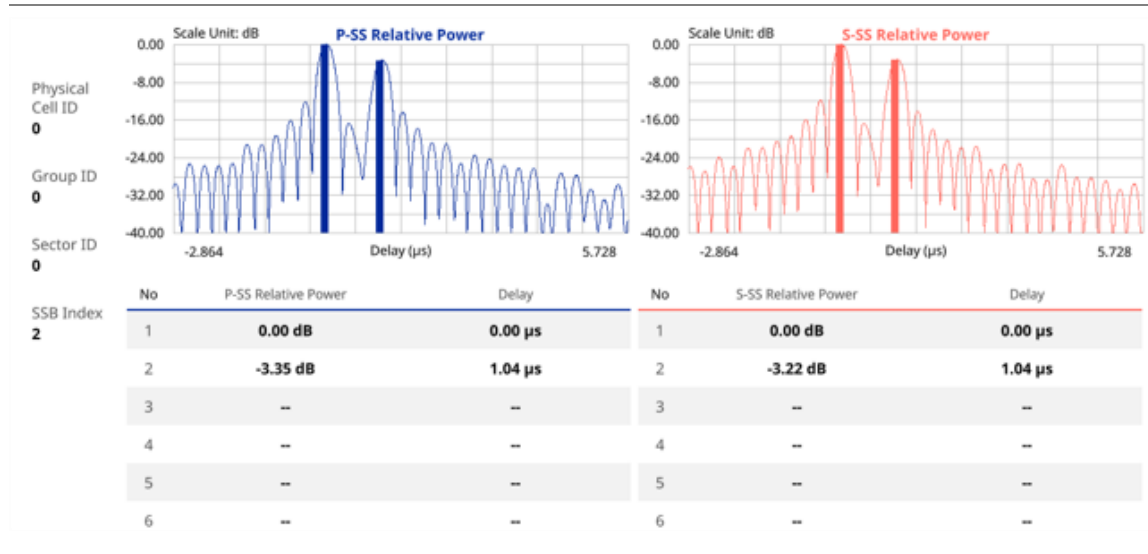 Scale Unit: dB P-SS Relative Power
0.00
-8.00
-16.00
-24.00
-32.00
-40.00
-2.864 Delay (μs) 5.728
Scale Unit: dB S-SS Relative Power
0.00
-8.00
-16.00
-24.00
-32.00
-40.00
-2.864 Delay (μs) 5.728
Physical
Cell ID
0
Group ID
0
Sector ID
0
SSB Index
2
No P-SS Relative Power Delay
1 0.00 dB 0.00 μs
2 -3.35 dB 1.04 μs
3 -- --
4 -- --
5 -- --
6 -- --
No S-SS Relative Power Delay
1 0.00 dB 0.00 μs
2 -3.22 dB 1.04 μs
3 -- --
4 -- --
5 -- --
6 -- --